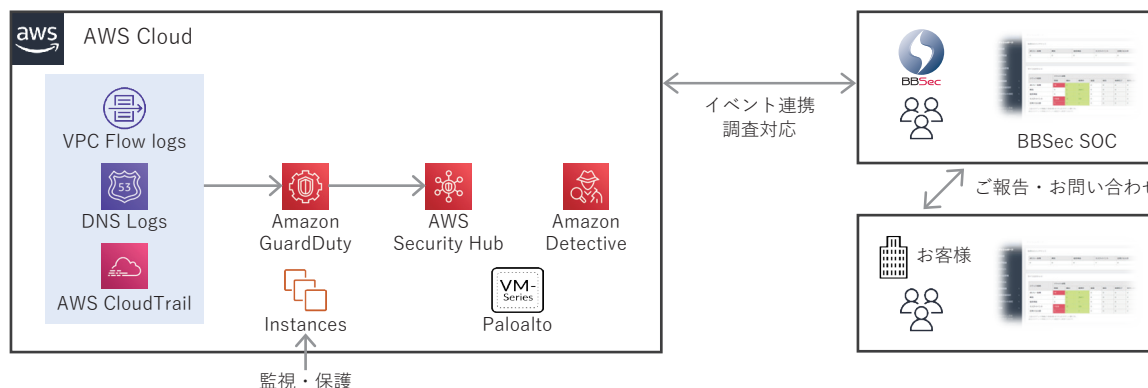 aws
AWS Cloud
VPC Flow logs
53
DNS Logs
AWS CloudTrail
Amazon
GuardDuty
AWS
Security Hub
Amazon
Detective
Instances
VM-
Series
Paloalto
監視・保護
イベント連携
調査対応
BBSec
BBSec SOC
ご報告・お問い合わせ
お客様